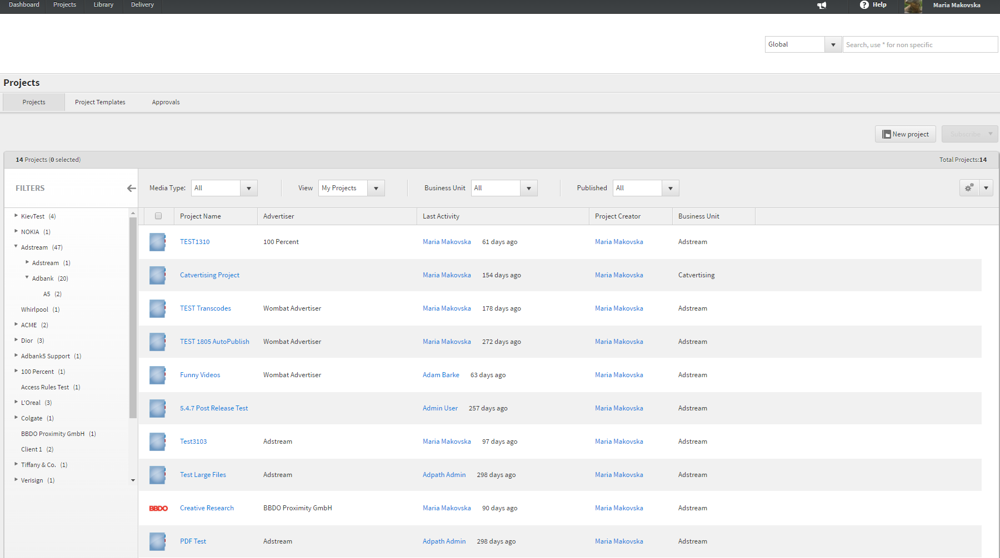 Dashboard Projects Library Delivery Help Maria Makovska
Global Search, use * for non specific
Projects
Projects Project Templates Approvals
New project Subscribe
14 Projects (0 selected) Total Projects:14
FILTERS Media Type: All View My Projects Business Unit All Published All
Project Name Advertiser Last Activity Project Creator Business Unit
KievTest (4)
NOKIA (1)
Adstream (47)
Adstream (1)
Adbank (20)
A5 (2)
Whirlpool (1)
ACME (2)
Dior (3)
Adbank5 Support (1)
100 Percent (1)
Access Rules Test (1)
L'Oreal (3)
Colgate (1)
BBDO Proximity GmbH (1)
Client 1 (2)
Tiffany & Co. (1)
Verisign (1)
TEST1310 100 Percent Maria Makovska 61 days ago Maria Makovska Adstream
Catvertising Project Maria Makovska 154 days ago Maria Makovska Catvertising
TEST Transcodes Wombat Advertiser Maria Makovska 178 days ago Maria Makovska Adstream
TEST 1805 AutoPublish Wombat Advertiser Maria Makovska 272 days ago Maria Makovska Adstream
Funny Videos Wombat Advertiser Adam Barke 63 days ago Maria Makovska Adstream
5.4.7 Post Release Test Admin User 257 days ago Maria Makovska Adstream
Test3103 Adstream Maria Makovska 97 days ago Maria Makovska Adstream
Test Large Files Adstream Adpath Admin 298 days ago Maria Makovska Adstream
BBDO Creative Research BBDO Proximity GmbH Maria Makovska 90 days ago Maria Makovska Adstream
PDF Test Adstream Adpath Admin 298 days ago Maria Makovska Adstream